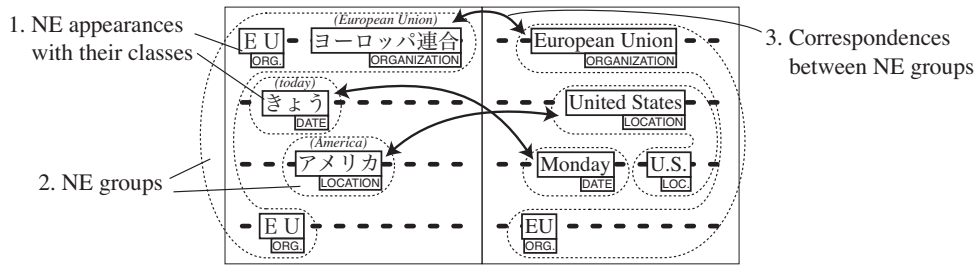 1. NE appearances
with their classes
2. NE groups
(European Union)
ＥＵ ヨーロッパ連合
ORG. ORGANIZATION
(today)
きょう
DATE
(America)
アメリカ
LOCATION
ＥＵ
ORG.
European Union
ORGANIZATION
United States
LOCATION
Monday U.S.
DATE LOC.
EU
ORG.
3. Correspondences
between NE groups